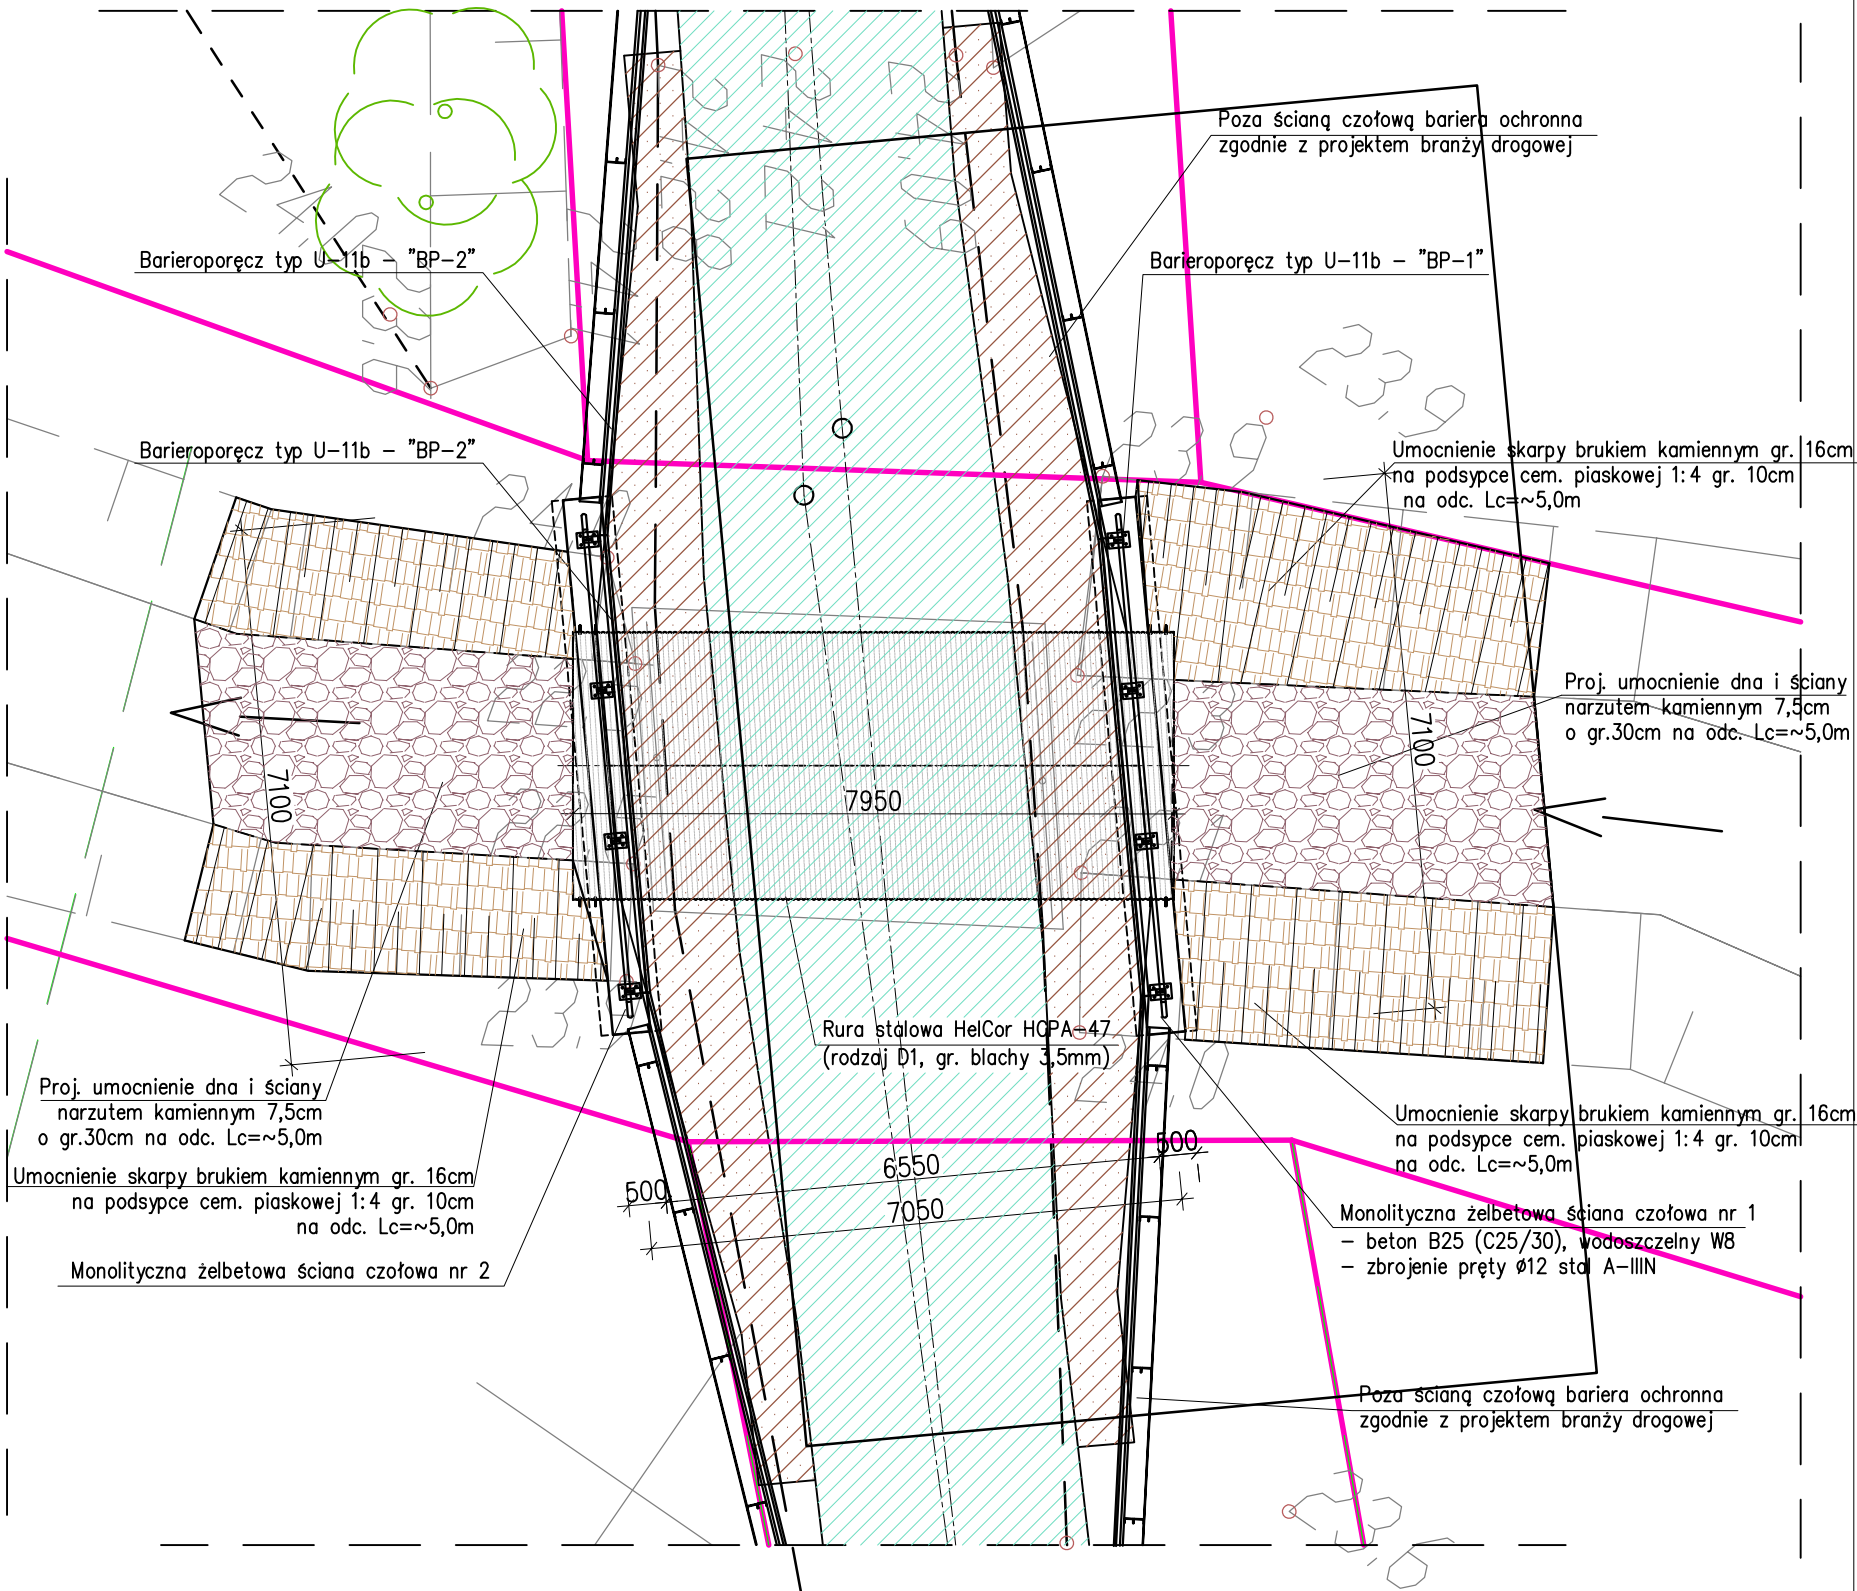 Poza ścianą czołową bariera ochronna
zgodnie z projektem branży drogowej
Barieroporęcz typ U-11b - "BP-2"
Barieroporęcz typ U-11b - "BP-1"
Barieroporęcz typ U-11b - "BP-2"
Umocnienie skarpy brukiem kamiennym gr. 16cm
na podsypce cem. piaskowej 1:4 gr. 10cm
na odc. Lc=~5,0m
Proj. umocnienie dna i ściany
narzutem kamiennym 7,5cm
o gr.30cm na odc. Lc=~5,0m
7100
7100
7950
Rura stalowa HelCor HCPA-47
(rodzaj D1, gr. blachy 3,5mm)
Proj. umocnienie dna i ściany
narzutem kamiennym 7,5cm
o gr.30cm na odc. Lc=~5,0m
Umocnienie skarpy brukiem kamiennym gr. 16cm
na podsypce cem. piaskowej 1:4 gr. 10cm
na odc. Lc=~5,0m
500
6550
500
7050
Umocnienie skarpy brukiem kamiennym gr. 16cm
na podsypce cem. piaskowej 1:4 gr. 10cm
na odc. Lc=~5,0m
Monolityczna żelbetowa ściana czołowa nr 1
- beton B25 (C25/30), wodoszczelny W8
- zbrojenie pręty ø12 stal A-IIIN
Monolityczna żelbetowa ściana czołowa nr 2
Poza ścianą czołową bariera ochronna
zgodnie z projektem branży drogowej